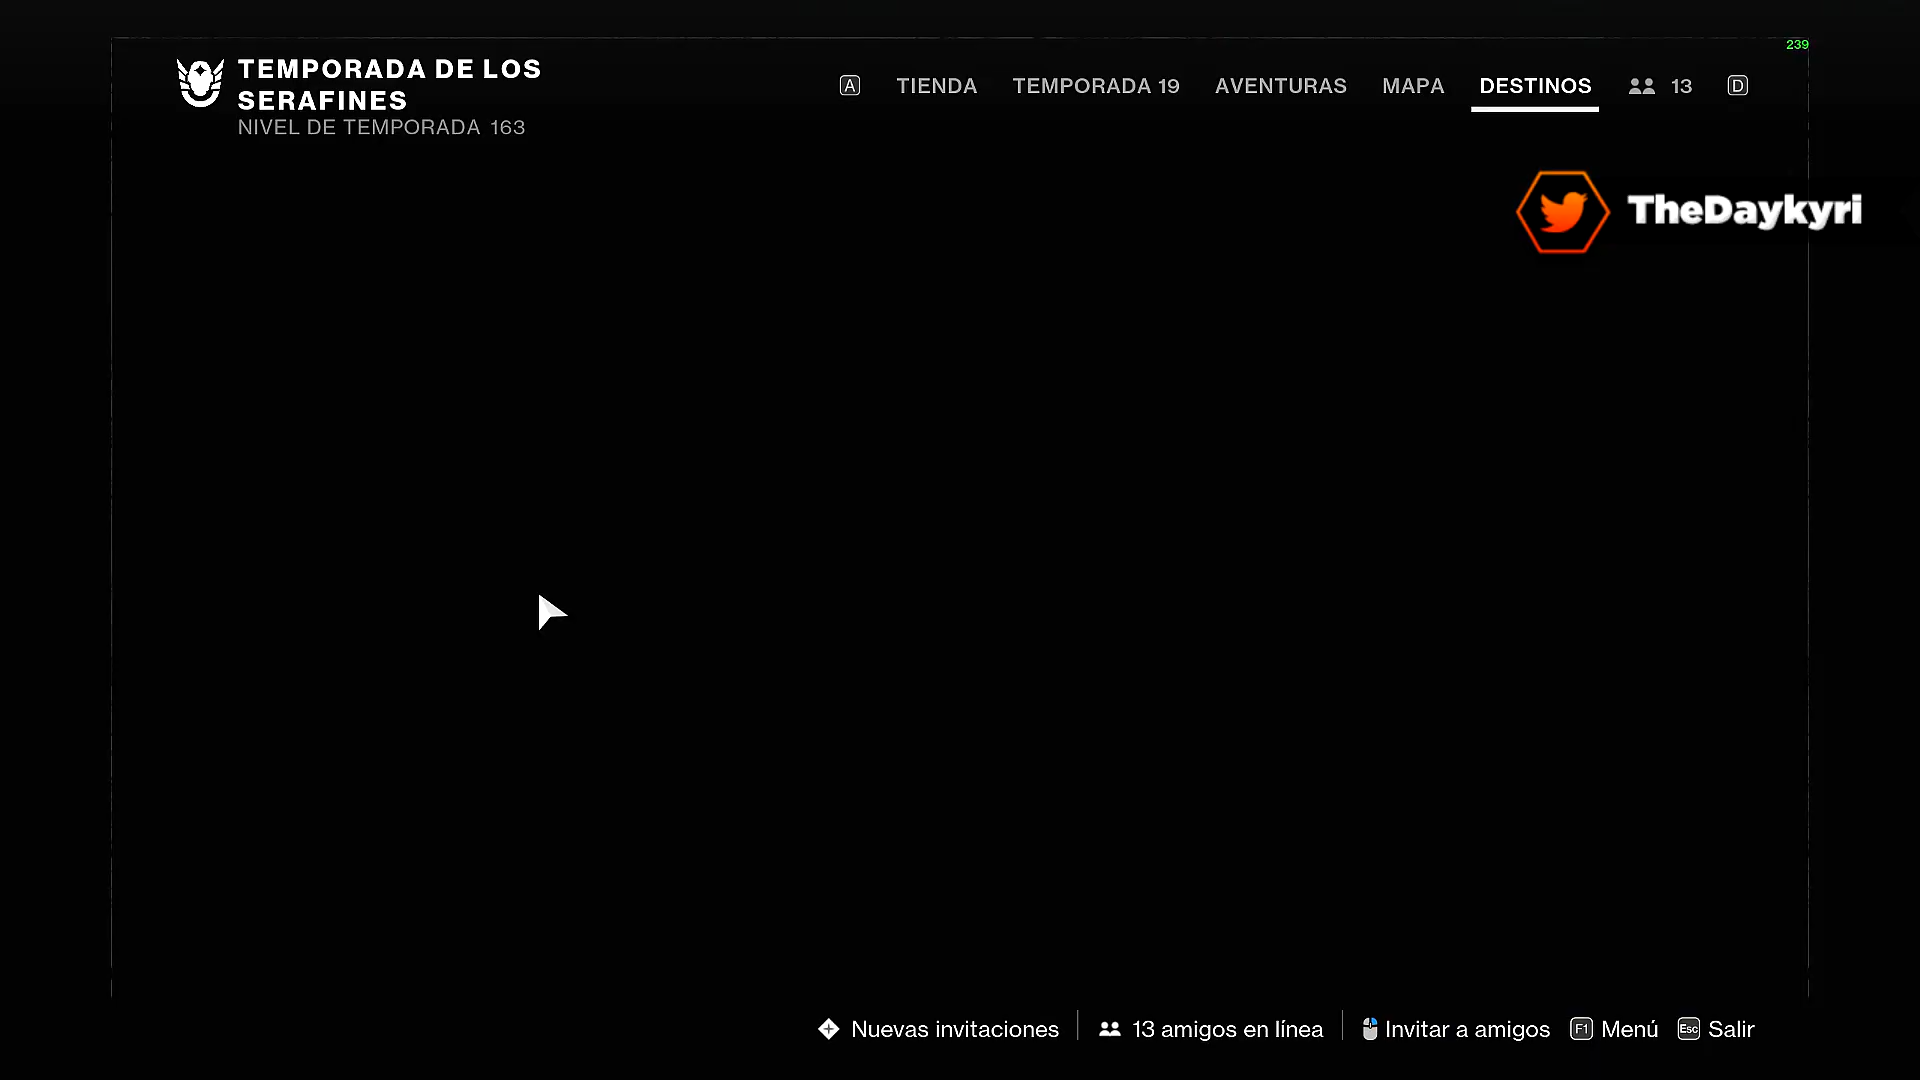 TEMPORADA DE LOS
SERAFINES
NIVEL DE TEMPORADA 163
A TIENDA TEMPORADA 19 AVENTURAS MAPA DESTINOS 13 D
239
TheDaykyri
Nuevas invitaciones 13 amigos en línea Invitar a amigos F1 Menú Esc Salir